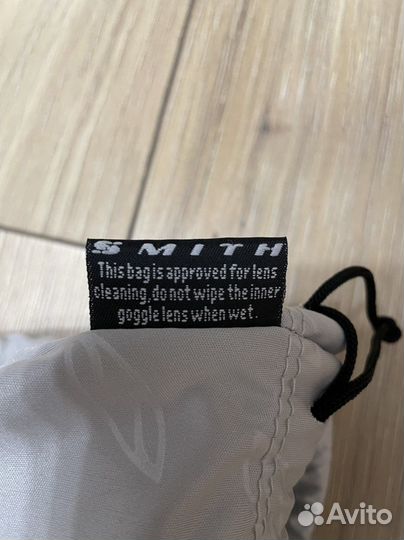 SMITH
This bag is approved for lens
cleaning, do not wipe the inner
goggle lens when wet.
Avito